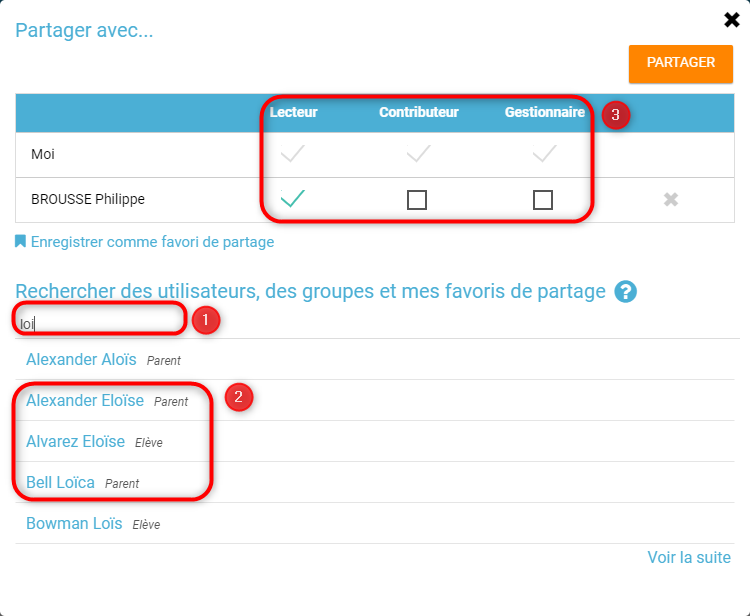 Partager avec...
PARTAGER
Lecteur Contributeur Gestionnaire 3
Moi
BROUSSE Philippe
Enregistrer comme favori de partage
Rechercher des utilisateurs, des groupes et mes favoris de partage ?
loi 1
Alexander Aloïs Parent
Alexander Eloïse Parent 2
Alvarez Eloïse Elève
Bell Loïca Parent
Bowman Loïs Elève
Voir la suite